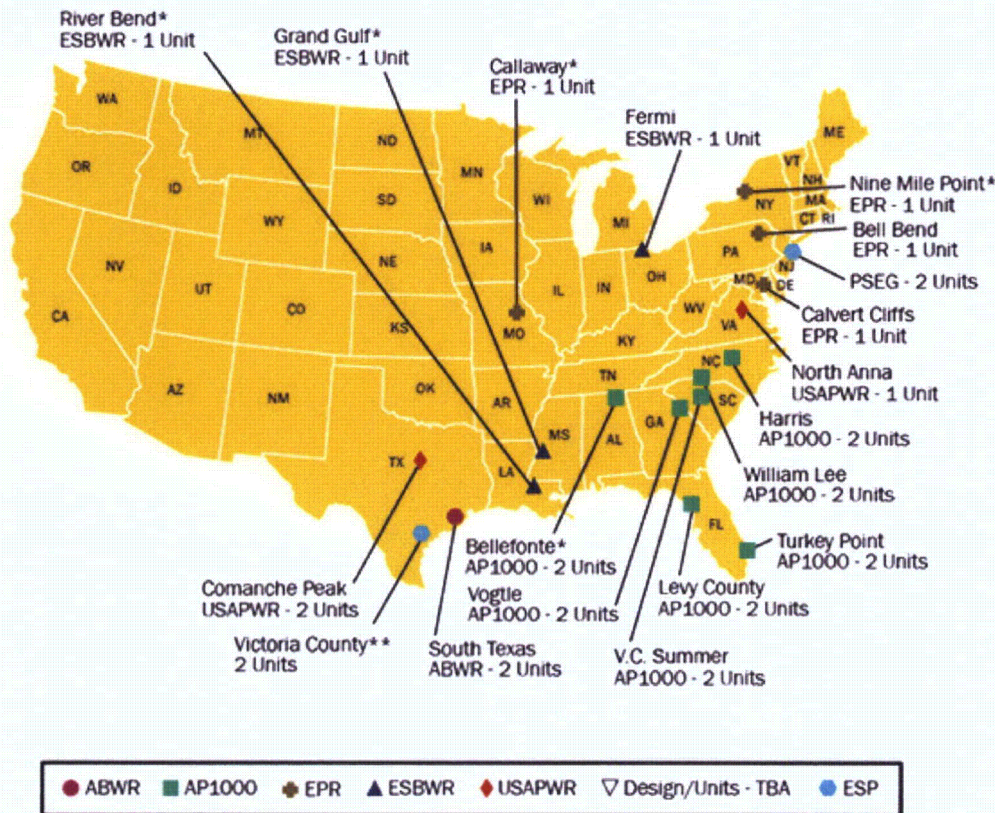 River Bend*
ESBWR - 1 Unit
Grand Gulf*
ESBWR - 1 Unit
Callaway*
EPR - 1 Unit
Fermi
ESBWR - 1 Unit
Nine Mile Point*
EPR - 1 Unit
Bell Bend
EPR - 1 Unit
PSEG - 2 Units
Calvert Cliffs
EPR - 1 Unit
North Anna
USAPWR - 1 Unit
Harris
AP1000 - 2 Units
William Lee
AP1000 - 2 Units
Turkey Point
AP1000 - 2 Units
Levy County
AP1000 - 2 Units
V.C. Summer
AP1000 - 2 Units
Bellefonte*
AP1000 - 2 Units
Vogtle
AP1000 - 2 Units
South Texas
ABWR - 2 Units
Comanche Peak
USAPWR - 2 Units
Victoria County**
2 Units
WA
MT
ND
MN
ME
OR
ID
SD
WI
MI
VT
NH
NY
MA
CT RI
WY
IA
NE
PA
NJ
NV
UT
CO
IL
IN
OH
MD
DE
WV
VA
CA
KS
MO
KY
NC
TN
AZ
NM
OK
AR
SC
MS
AL
GA
TX
LA
FL
ABWR
AP1000
EPR
ESBWR
USAPWR
Design/Units - TBA
ESP